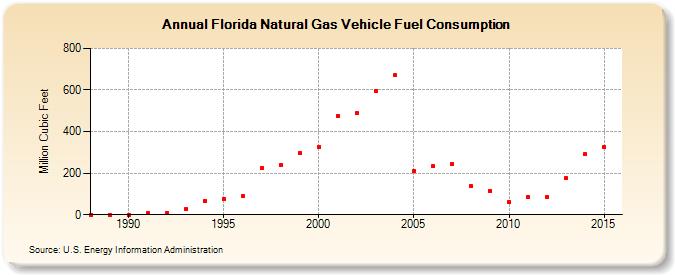 Annual Florida Natural Gas Vehicle Fuel Consumption
Million Cubic Feet
800
600
400
200
0
1990 1995 2000 2005 2010 2015
Source: U.S. Energy Information Administration